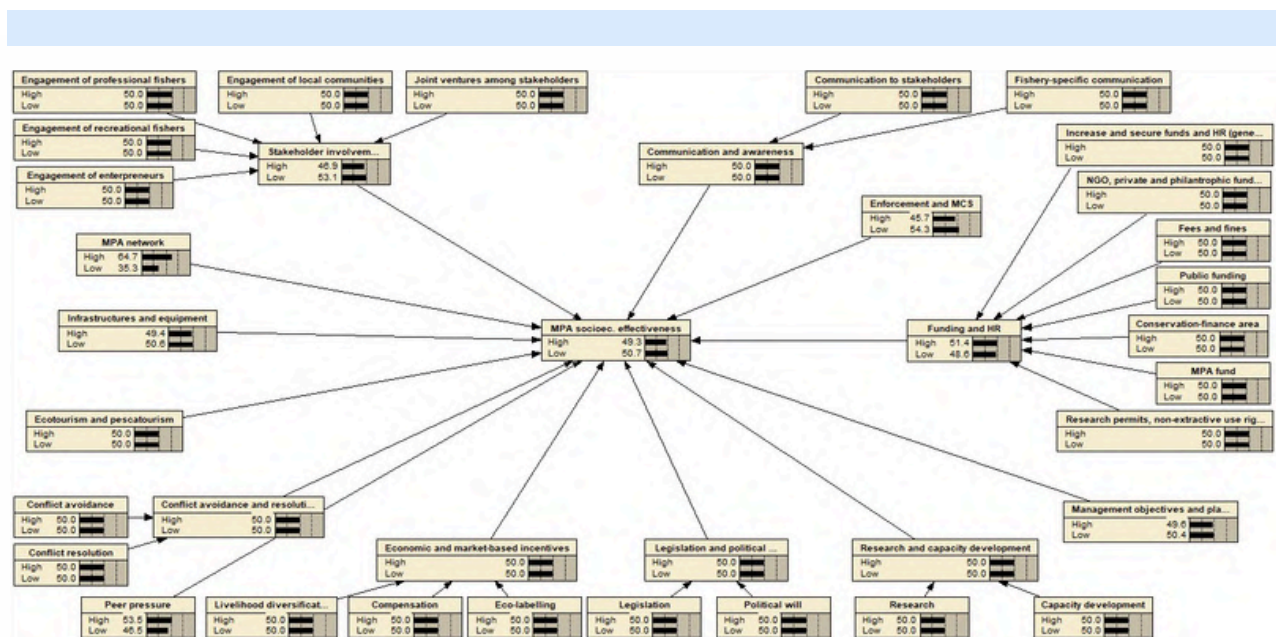 Engagement of professional fishers
High 50.0
Low 50.0
Engagement of local communities
High 50.0
Low 50.0
Joint ventures among stakeholders
High 50.0
Low 50.0
Communication to stakeholders
High 50.0
Low 50.0
Fishery-specific communication
High 50.0
Low 50.0
Engagement of recreational fishers
High 50.0
Low 50.0
Stakeholder involvem...
High 46.9
Low 53.1
Communication and awareness
High 50.0
Low 50.0
Increase and secure funds and HR (gene...
High 50.0
Low 50.0
Engagement of enterpreneurs
High 50.0
Low 50.0
NGO, private and philantrophic fund...
High 50.0
Low 50.0
Enforcement and MCS
High 45.7
Low 54.3
Fees and fines
High 50.0
Low 50.0
MPA network
High 64.7
Low 35.3
Public funding
High 50.0
Low 50.0
Infrastructures and equipment
High 49.4
Low 50.6
MPA socioec. effectiveness
High 49.3
Low 50.7
Funding and HR
High 51.4
Low 48.6
Conservation-finance area
High 50.0
Low 50.0
MPA fund
High 50.0
Low 50.0
Ecotourism and pescatourism
High 50.0
Low 50.0
Research permits, non-extractive use rig...
High 50.0
Low 50.0
Conflict avoidance
High 50.0
Low 50.0
Conflict avoidance and resoluti...
High 50.0
Low 50.0
Management objectives and pla...
High 49.6
Low 50.4
Conflict resolution
High 50.0
Low 50.0
Economic and market-based incentives
High 50.0
Low 50.0
Legislation and political ...
High 50.0
Low 50.0
Research and capacity development
High 50.0
Low 50.0
Peer pressure
High 53.5
Low 46.5
Livelihood diversificat...
High 50.0
Low 50.0
Compensation
High 50.0
Low 50.0
Eco-labelling
High 50.0
Low 50.0
Legislation
High 50.0
Low 50.0
Political will
High 50.0
Low 50.0
Research
High 50.0
Low 50.0
Capacity development
High 50.0
Low 50.0